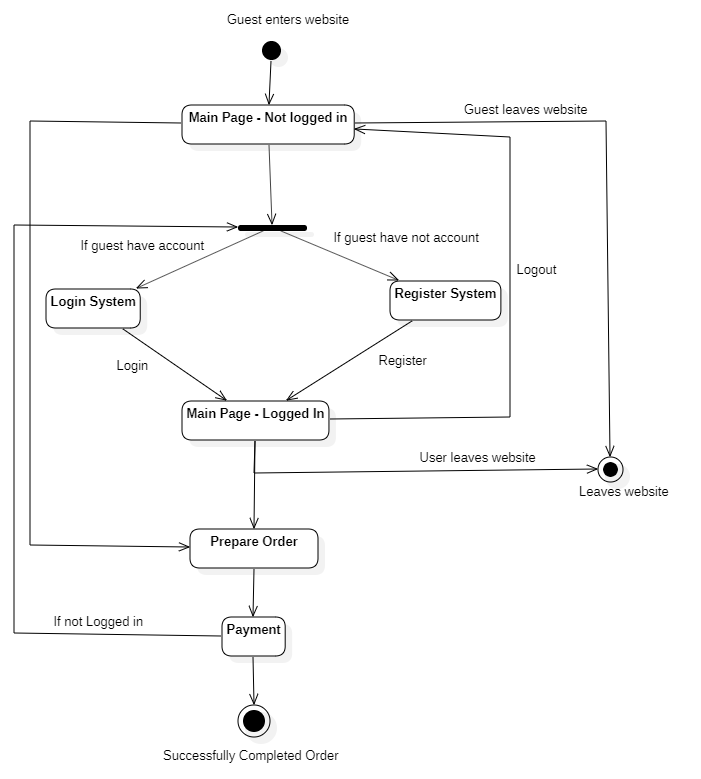 Guest enters website
Main Page - Not logged in
Guest leaves website
If guest have account
If guest have not account
Logout
Login System
Register System
Login
Register
Main Page - Logged In
User leaves website
Leaves website
Prepare Order
If not Logged in
Payment
Successfully Completed Order